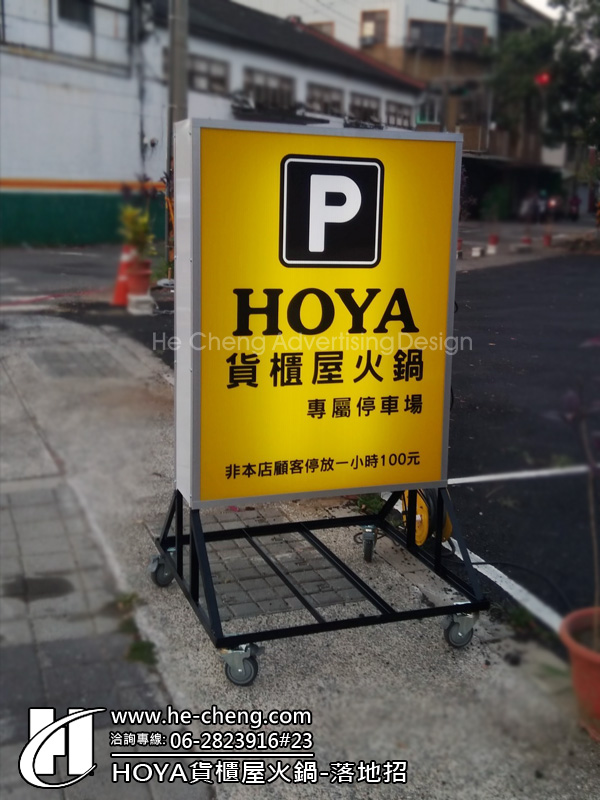 P
HOYA
He Cheng AdvertisingDesign
貨櫃屋火鍋
專屬停車場
非本店顧客停放一小時100元
www.he-cheng.com
洽詢專線: 06-2823916#23
HOYA貨櫃屋火鍋-落地招